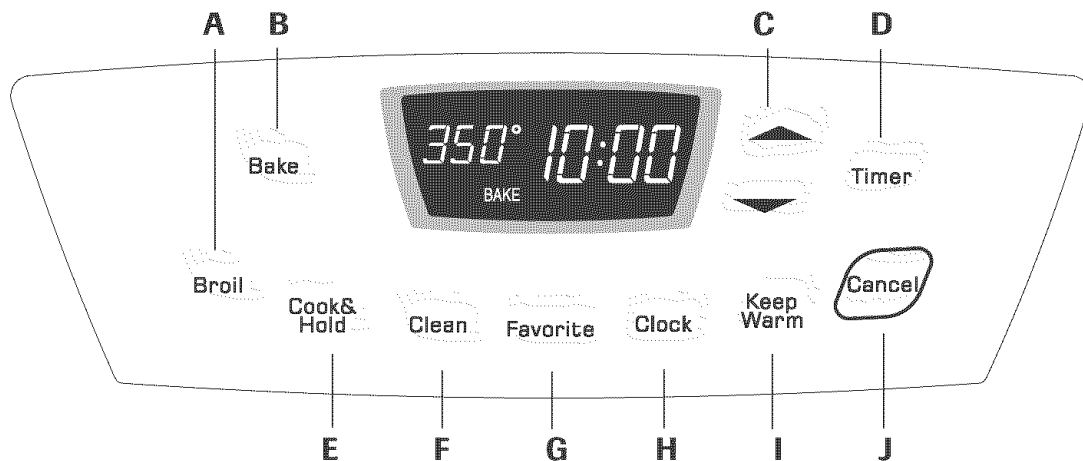 A
B
C
D
350° 10:00
BAKE
Bake
Timer
Broil
Cook&
Hold
Clean
Favorite
Clock
Keep
Warm
Cancel
E
F
G
H
I
J